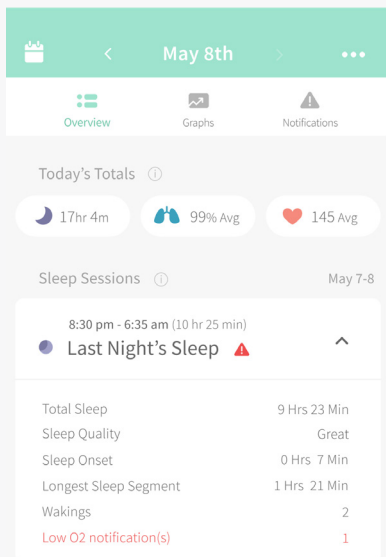 May 8th
Overview Graphs Notifications
Today's Totals
17hr 4m 99% Avg 145 Avg
Sleep Sessions May 7-8
8:30 pm - 6:35 am (10 hr 25 min)
Last Night's Sleep
Total Sleep 9 Hrs 23 Min
Sleep Quality Great
Sleep Onset 0 Hrs 7 Min
Longest Sleep Segment 1 Hrs 21 Min
Wakings 2
Low O2 notification(s) 1